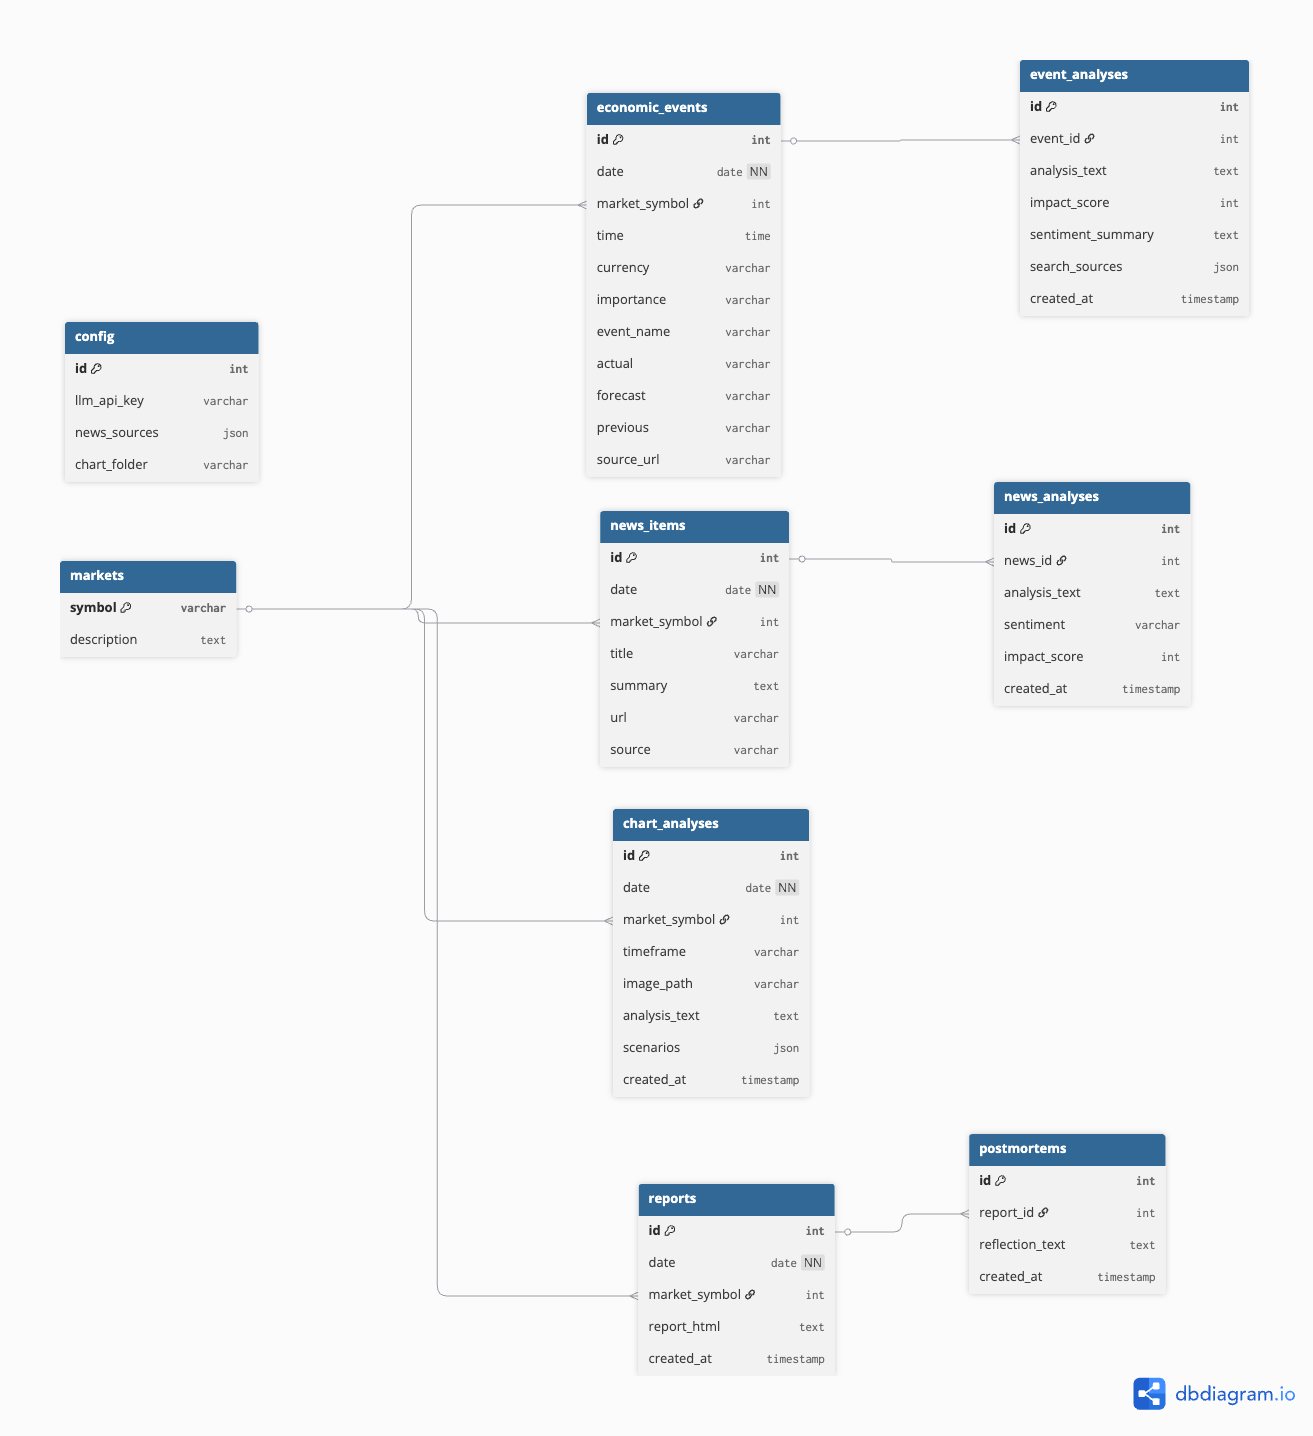 event_analyses
id int
event_id int
analysis_text text
impact_score int
sentiment_summary text
search_sources json
created_at timestamp
economic_events
id int
date date NN
market_symbol int
time time
currency varchar
importance varchar
event_name varchar
actual varchar
forecast varchar
previous varchar
source_url varchar
config
id int
llm_api_key varchar
news_sources json
chart_folder varchar
news_analyses
id int
news_id int
analysis_text text
sentiment varchar
impact_score int
created_at timestamp
news_items
id int
date date NN
market_symbol int
title varchar
summary text
url varchar
source varchar
markets
symbol varchar
description text
chart_analyses
id int
date date NN
market_symbol int
timeframe varchar
image_path varchar
analysis_text text
scenarios json
created_at timestamp
postmortems
id int
report_id int
reflection_text text
created_at timestamp
reports
id int
date date NN
market_symbol int
report_html text
created_at timestamp
dbdiagram.io